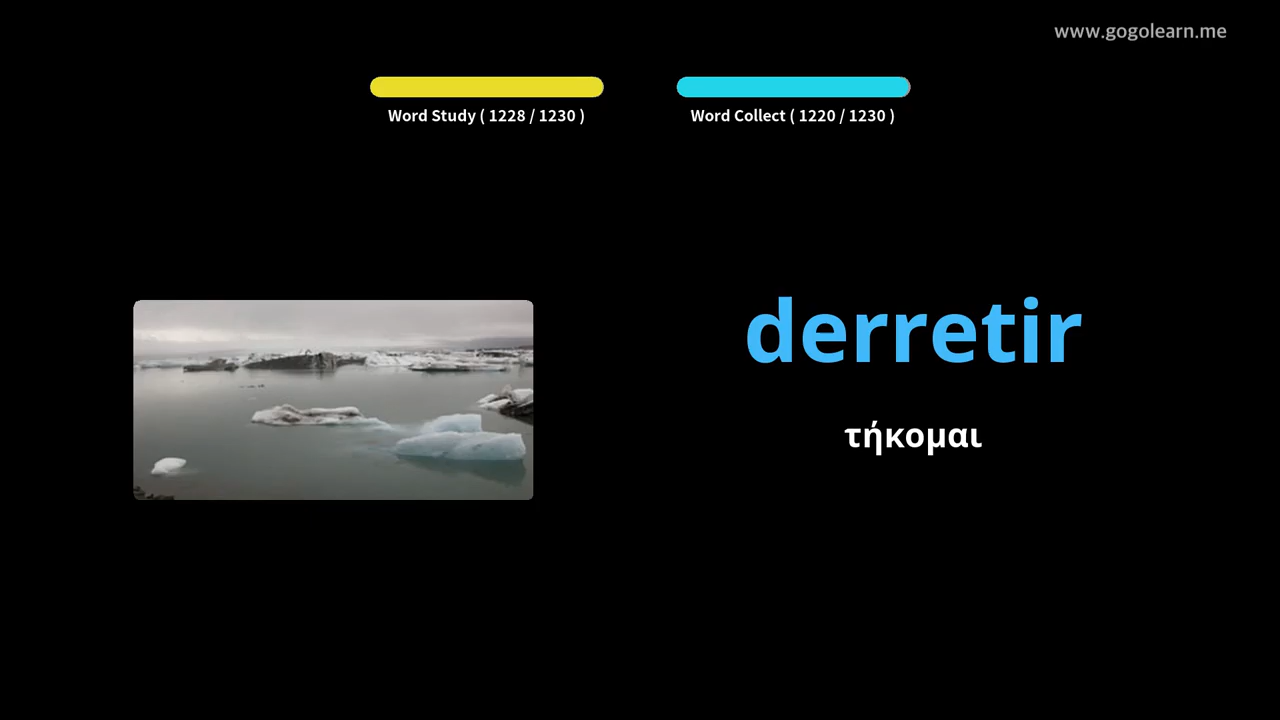 www.gogolearn.me
Word Study ( 1228 / 1230 )
Word Collect ( 1220 / 1230 )
derretir
τήκομαι